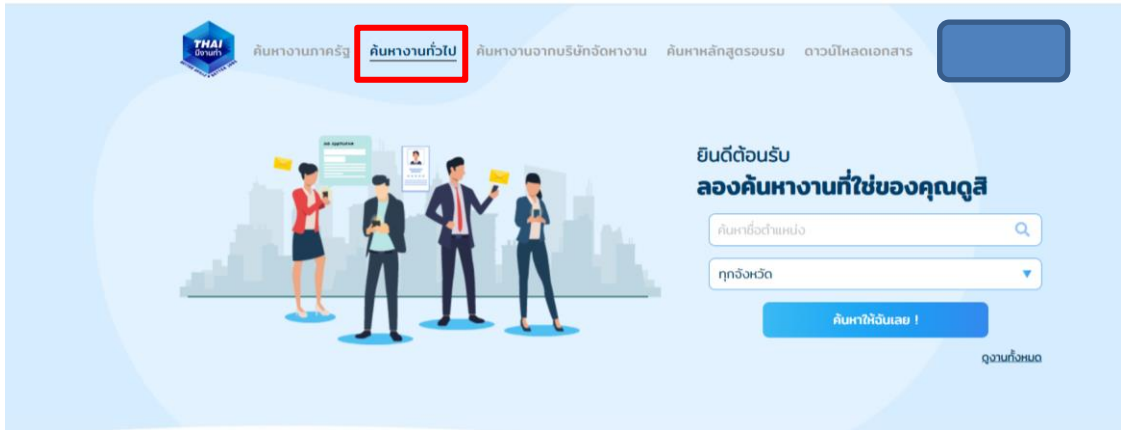 THAI
มีงานทำ
ค้นหางานภาครัฐ ค้นหางานทั่วไป ค้นหางานจากบริษัทจัดหางาน ค้นหาหลักสูตรอบรม ดาวน์โหลดเอกสาร
ยินดีต้อนรับ
ลองค้นหางานที่ใช่ของคุณดูสิ
ค้นหาชื่อตำแหน่ง
ทุกจังหวัด
ค้นหาให้ฉันเลย !
ดูงานทั้งหมด